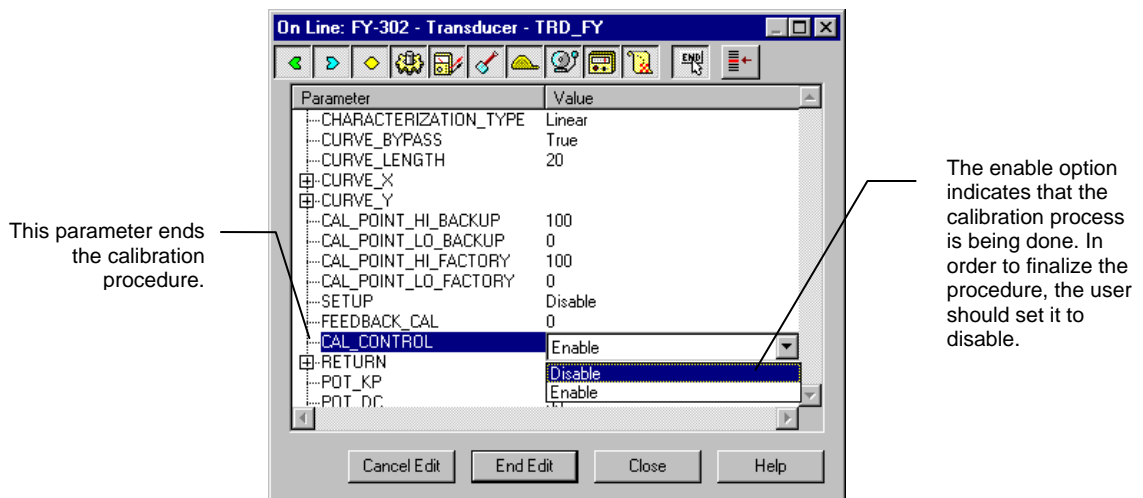 On Line: FY-302 - Transducer - TRD_FY
END
Parameter Value
CHARACTERIZATION_TYPE Linear
CURVE_BYPASS True
CURVE_LENGTH 20
CURVE_X
CURVE_Y
CAL_POINT_HI_BACKUP 100
CAL_POINT_LO_BACKUP 0
CAL_POINT_HI_FACTORY 100
CAL_POINT_LO_FACTORY 0
SETUP Disable
FEEDBACK_CAL 0
CAL_CONTROL Enable
RETURN Disable
POT_KP Enable
POT_DC
Cancel Edit End Edit Close Help
This parameter ends
the calibration
procedure.
The enable option
indicates that the
calibration process
is being done. In
order to finalize the
procedure, the user
should set it to
disable.